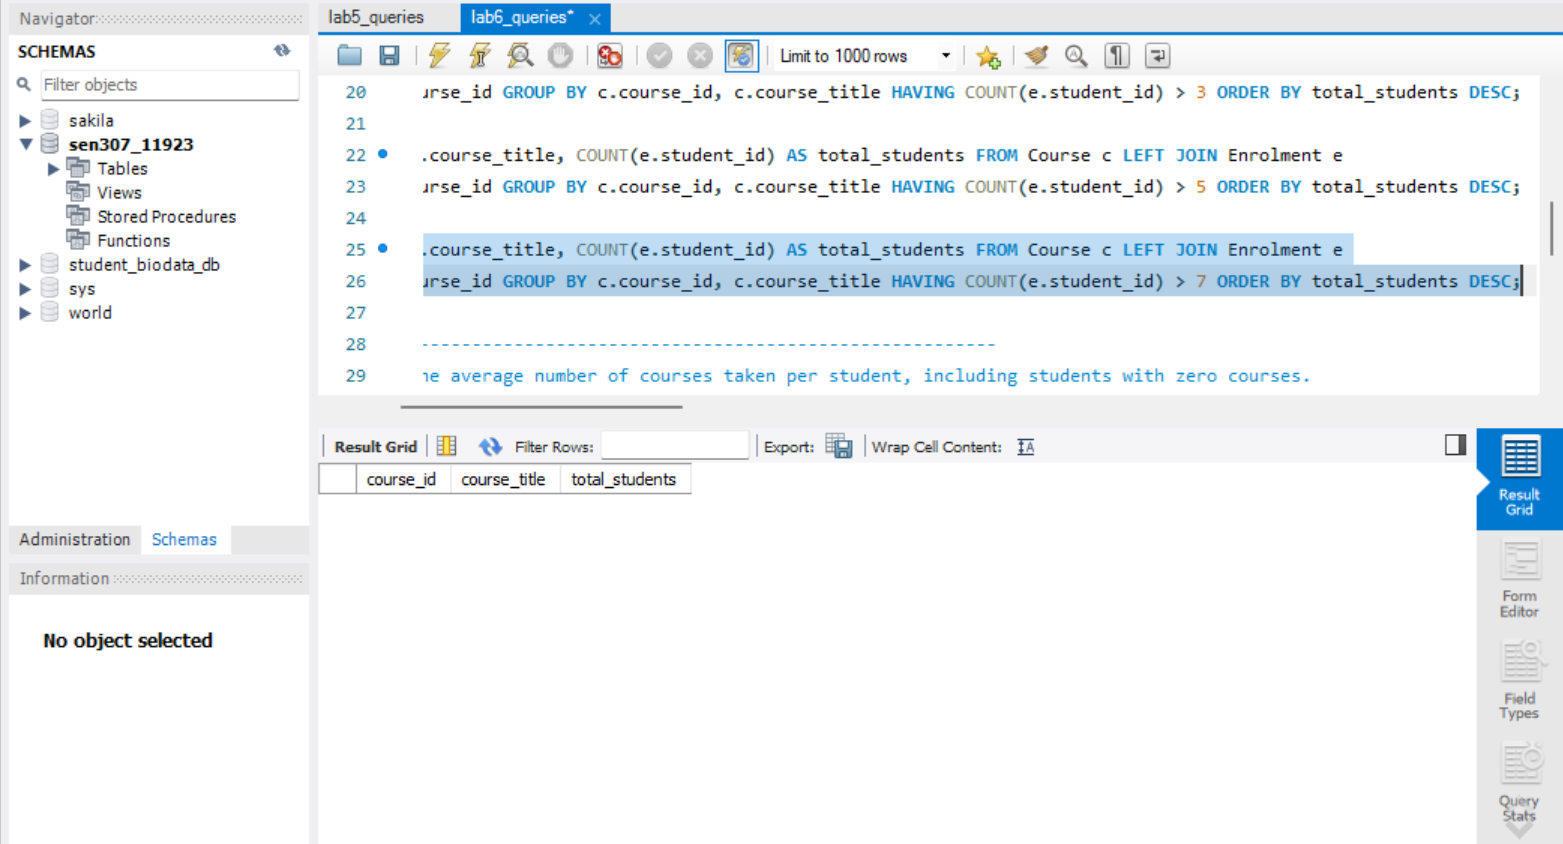 Navigator
SCHEMAS
Filter objects
sakila
sen307_11923
Tables
Views
Stored Procedures
Functions
student_biodata_db
sys
world
Administration Schemas
Information
No object selected
lab5_queries lab6_queries*
Limit to 1000 rows
20 urse_id GROUP BY c.course_id, c.course_title HAVING COUNT(e.student_id) > 3 ORDER BY total_students DESC;
21
22 .course_title, COUNT(e.student_id) AS total_students FROM Course c LEFT JOIN Enrolment e
23 urse_id GROUP BY c.course_id, c.course_title HAVING COUNT(e.student_id) > 5 ORDER BY total_students DESC;
24
25 .course_title, COUNT(e.student_id) AS total_students FROM Course c LEFT JOIN Enrolment e
26 urse_id GROUP BY c.course_id, c.course_title HAVING COUNT(e.student_id) > 7 ORDER BY total_students DESC;
27
28 -------------------------------------------------------
29 he average number of courses taken per student, including students with zero courses.
Result Grid Filter Rows: Export: Wrap Cell Content:
course_id course_title total_students
Result
Grid
Form
Editor
Field
Types
Query
Stats